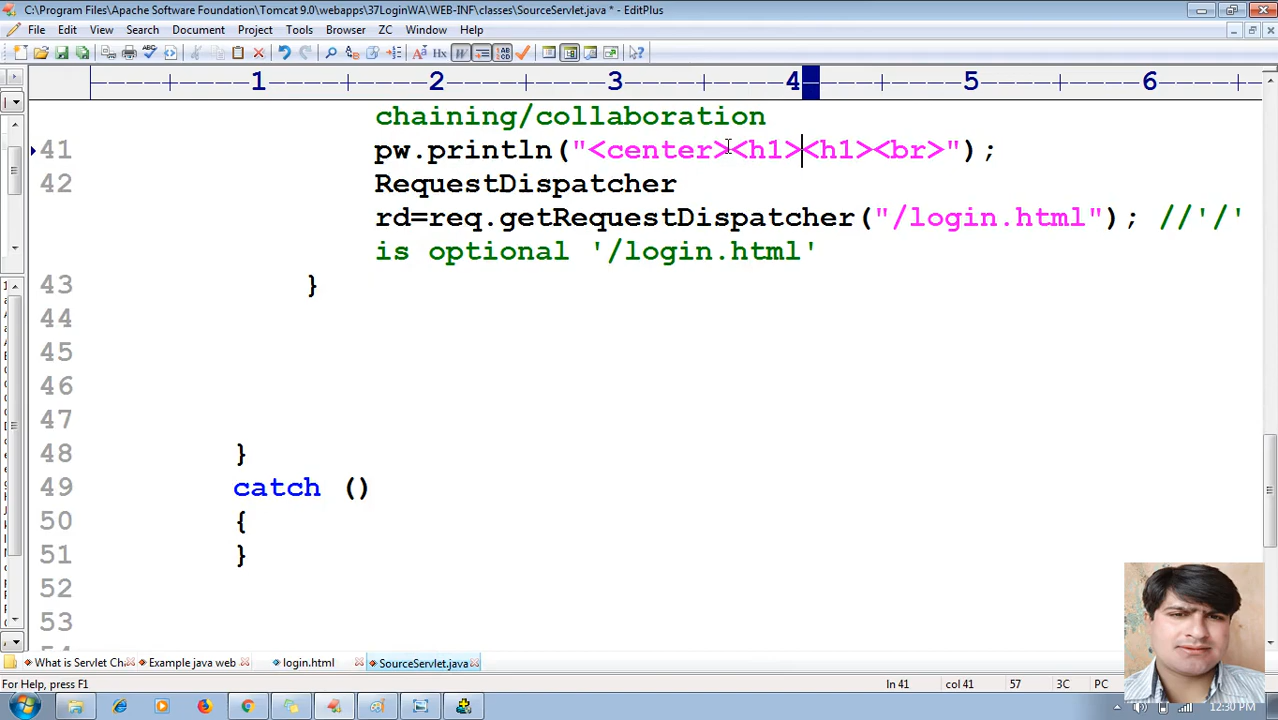 C:\Program Files\Apache Software Foundation\Tomcat 9.0\webapps\37LoginWA\WEB-INF\classes\SourceServlet.java * - EditPlus
File Edit View Search Document Project Tools Browser ZC Window Help
1 2 3 4 5 6
chaining/collaboration
41 pw.println("<center><h1><h1><br>");
42 RequestDispatcher
rd=req.getRequestDispatcher("/login.html"); //'/'
is optional '/login.html'
43 }
44
45
46
47
48 }
49 catch ()
50 {
51 }
52
53
What is Servlet Ch Example java web login.html SourceServlet.java
For Help, press F1 ln 41 col 41 57 3C PC
12:30 PM